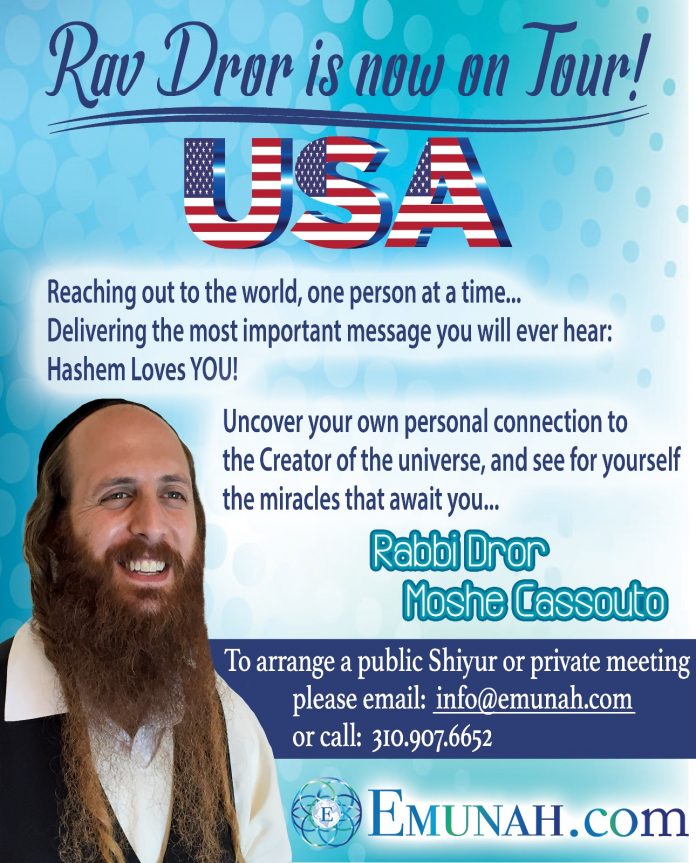 Rav Dror is now on Tour!
USA
Reaching out to the world, one person at a time...
Delivering the most important message you will ever hear:
Hashem Loves YOU!
Uncover your own personal connection to
the Creator of the universe, and see for yourself
the miracles that await you...
Rabbi Dror
Moshe Cassouto
To arrange a public Shiyur or private meeting
please email: info@emunah.com
or call: 310.907.6652
E
EMUNAH.com